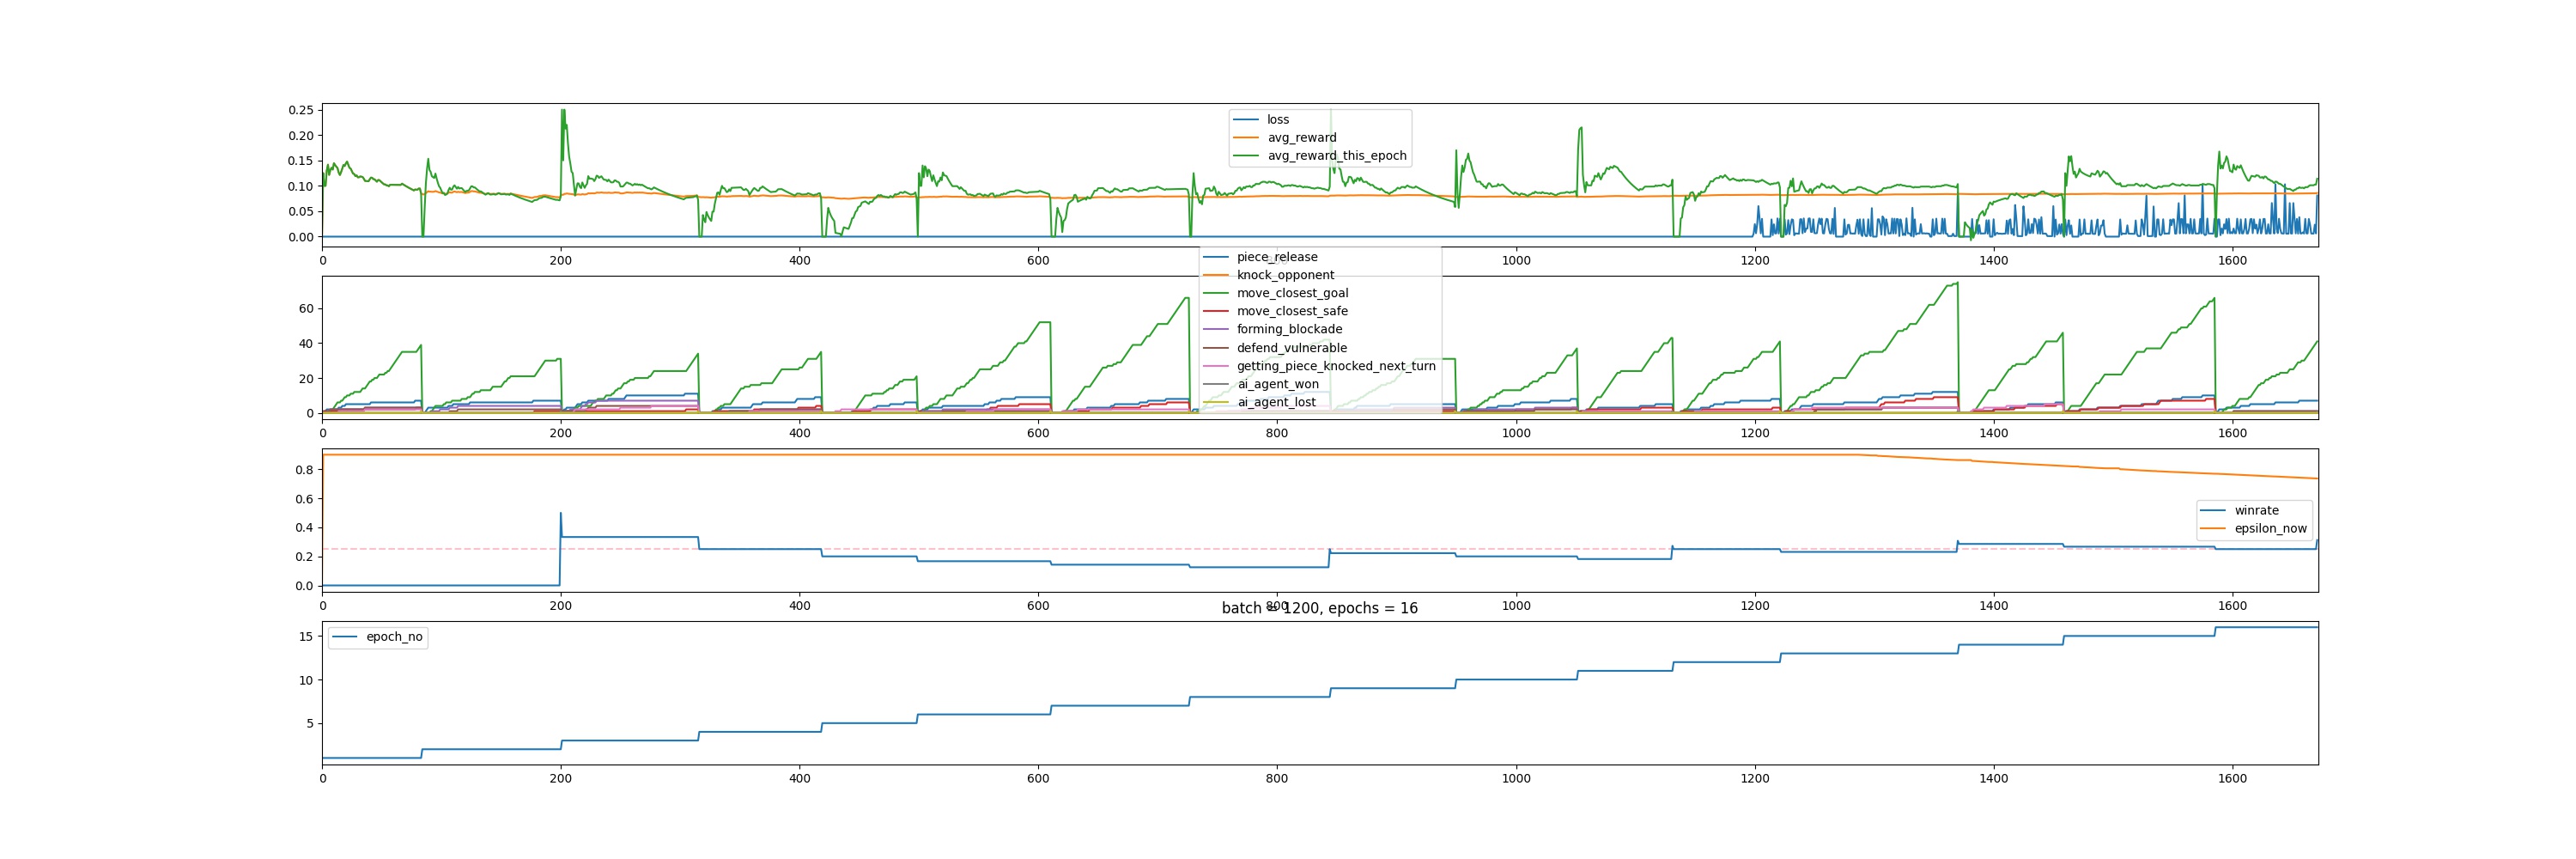 0.25
0.20
0.15
0.10
0.05
0.00
loss
avg_reward
avg_reward_this_epoch
0 200 400 600 800 1000 1200 1400 1600
60
40
20
0
piece_release
knock_opponent
move_closest_goal
move_closest_safe
forming_blockade
defend_vulnerable
getting_piece_knocked_next_turn
ai_agent_won
ai_agent_lost
0 200 400 600 800 1000 1200 1400 1600
0.8
0.6
0.4
0.2
0.0
winrate
epsilon_now
0 200 400 600 800 1000 1200 1400 1600
batch = 1200, epochs = 16
15
10
5
epoch_no
0 200 400 600 800 1000 1200 1400 1600